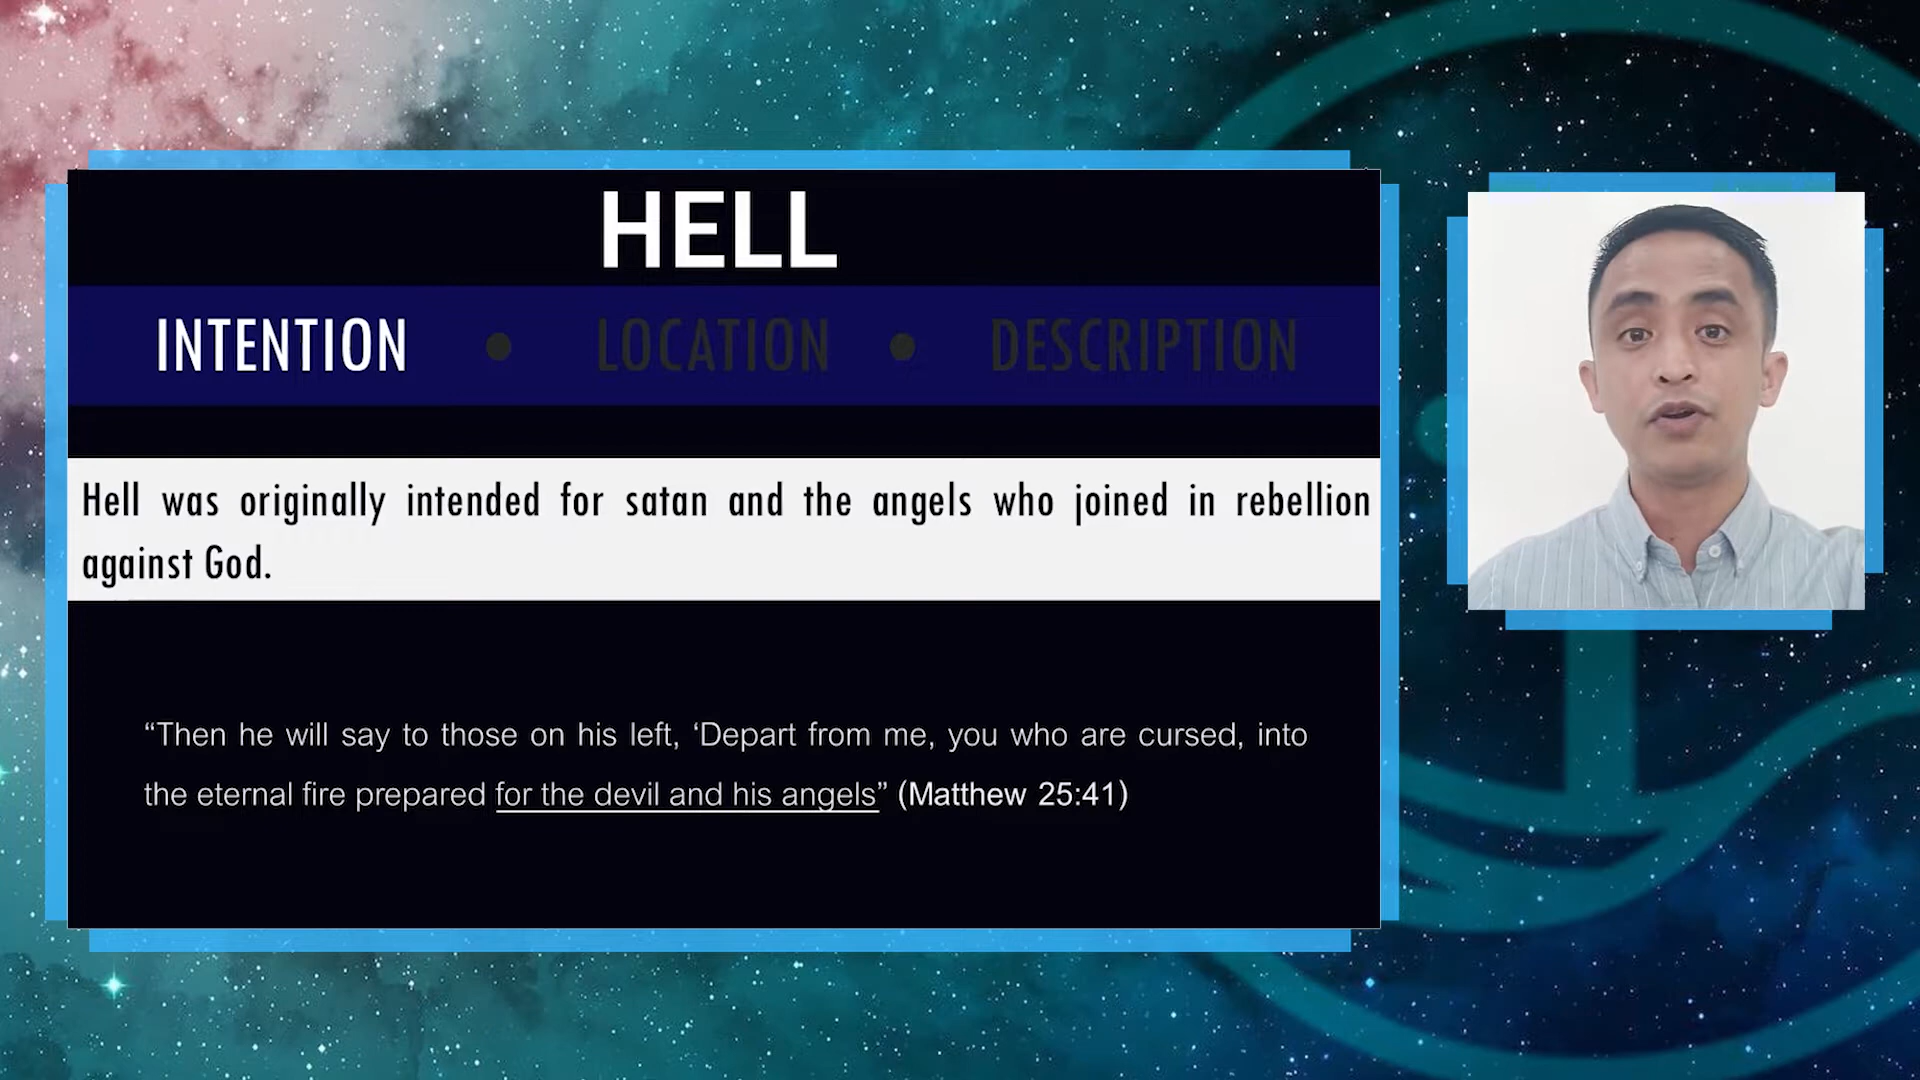 HELL
INTENTION • LOCATION • DESCRIPTION
Hell was originally intended for satan and the angels who joined in rebellion
against God.
“Then he will say to those on his left, ‘Depart from me, you who are cursed, into
the eternal fire prepared for the devil and his angels” (Matthew 25:41)